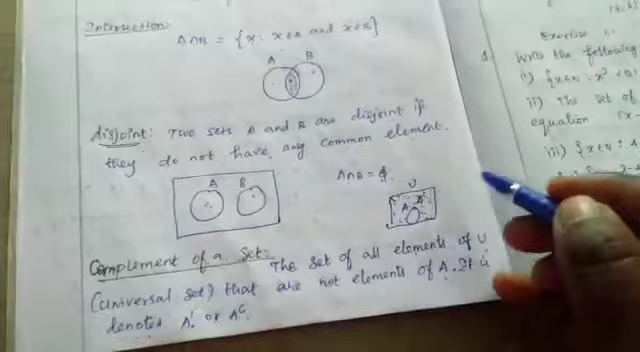 Intersection:
A∩B = {x : x∈A and x∈B}
A B
disjoint: Two sets A and B are disjoint if
they do not have any common element.
A B
A∩B = ϕ.
U
A A'
Complement of a Set: The set of all elements of U
(universal set) that are not elements of A. It is
denoted A' or Aᶜ.
Exercise
1.
Write the following
i) {x∈
ii) The set of
equation
iii) {x∈